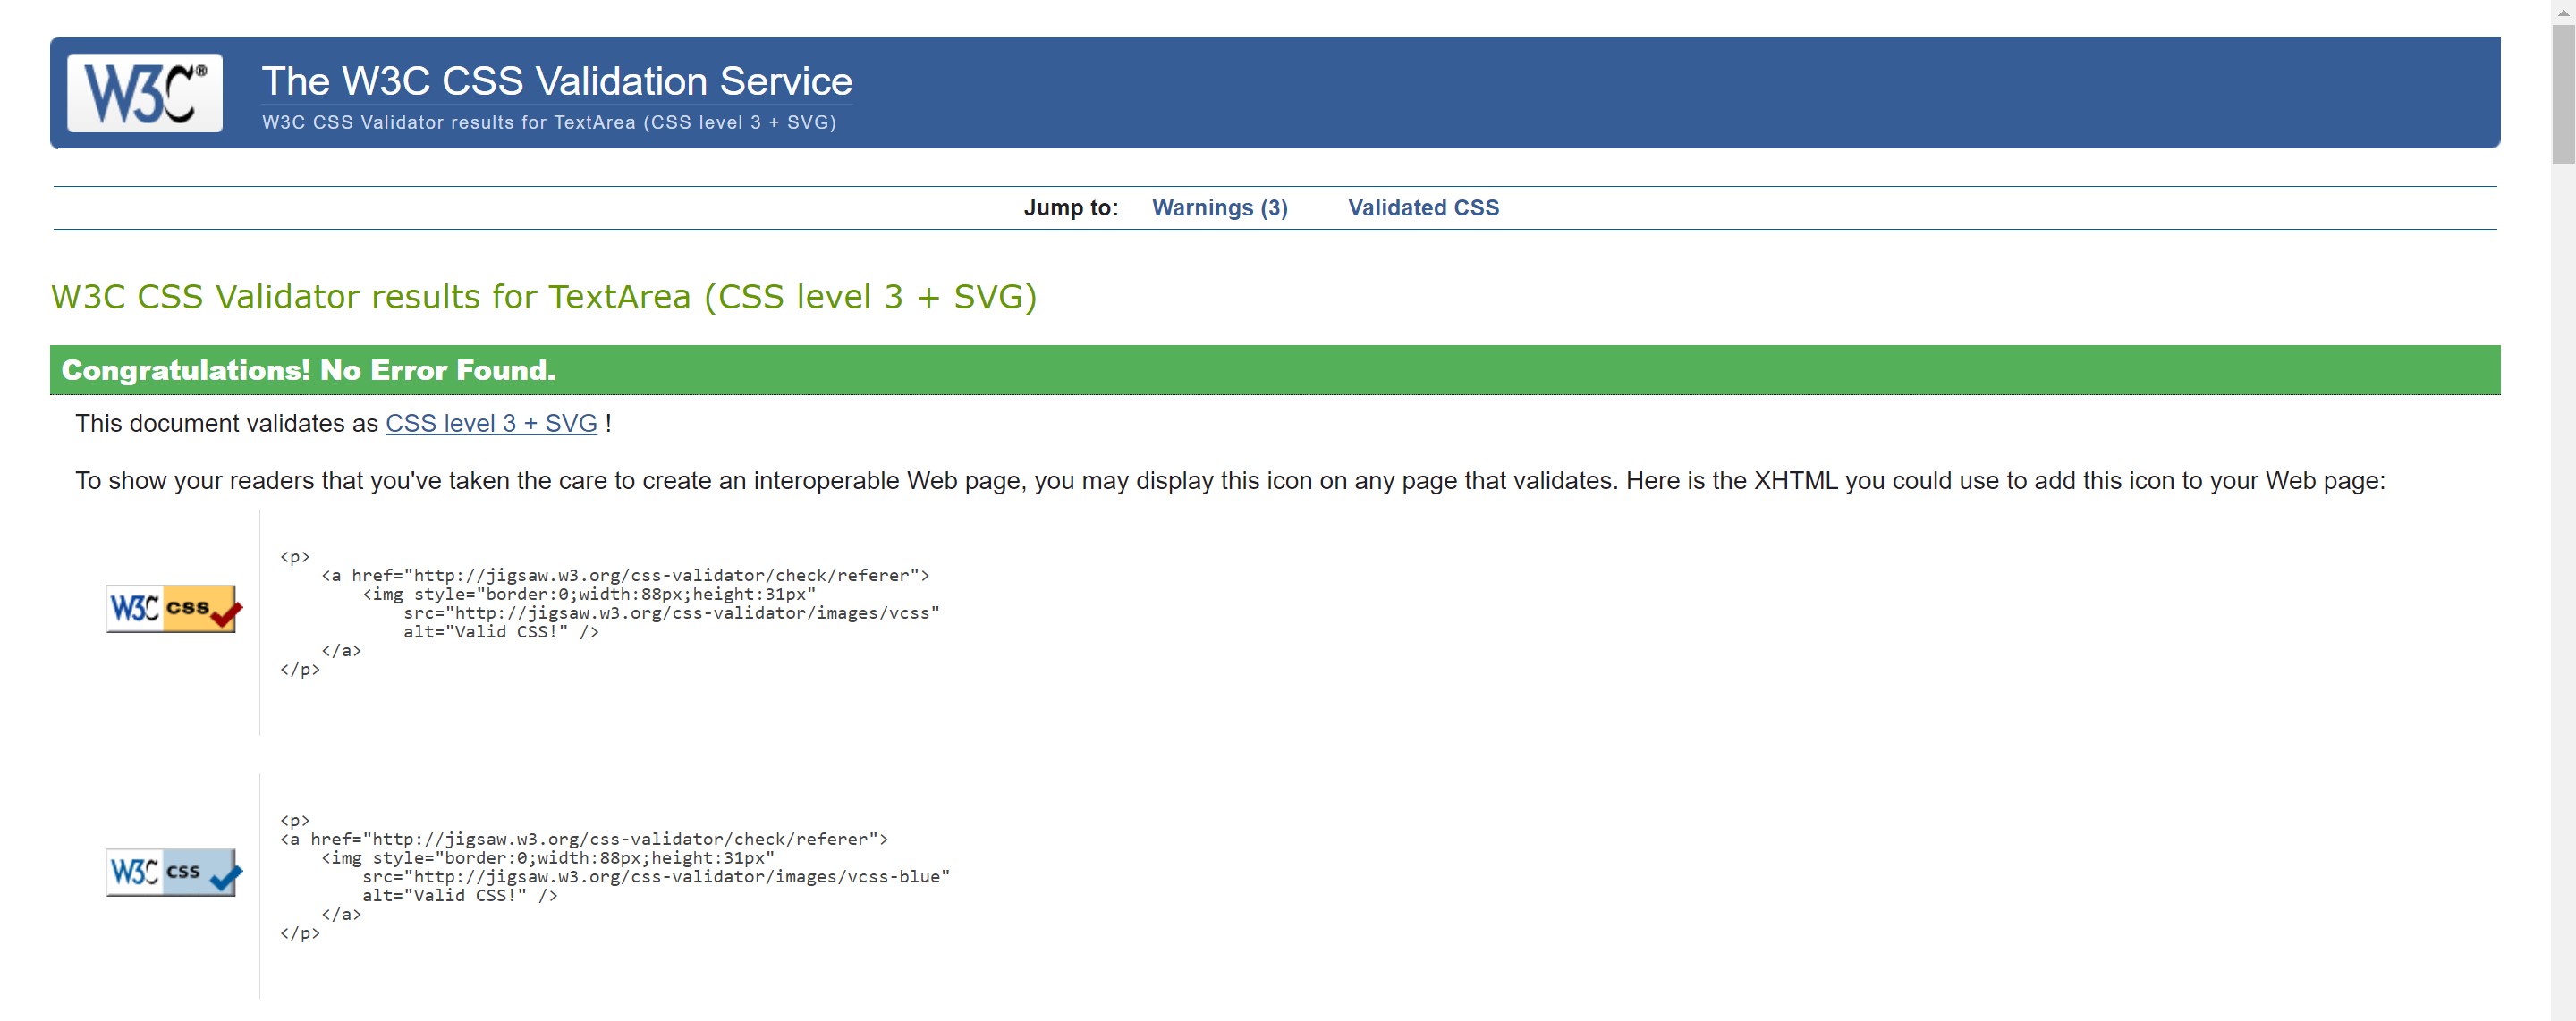 W3C®
The W3C CSS Validation Service
W3C CSS Validator results for TextArea (CSS level 3 + SVG)
Jump to: Warnings (3) Validated CSS
W3C CSS Validator results for TextArea (CSS level 3 + SVG)
Congratulations! No Error Found.
This document validates as CSS level 3 + SVG !
To show your readers that you've taken the care to create an interoperable Web page, you may display this icon on any page that validates. Here is the XHTML you could use to add this icon to your Web page:
W3C css
<p>
    <a href="http://jigsaw.w3.org/css-validator/check/referer">
        <img style="border:0;width:88px;height:31px"
            src="http://jigsaw.w3.org/css-validator/images/vcss"
            alt="Valid CSS!" />
    </a>
</p>
W3C css
<p>
<a href="http://jigsaw.w3.org/css-validator/check/referer">
    <img style="border:0;width:88px;height:31px"
        src="http://jigsaw.w3.org/css-validator/images/vcss-blue"
        alt="Valid CSS!" />
    </a>
</p>